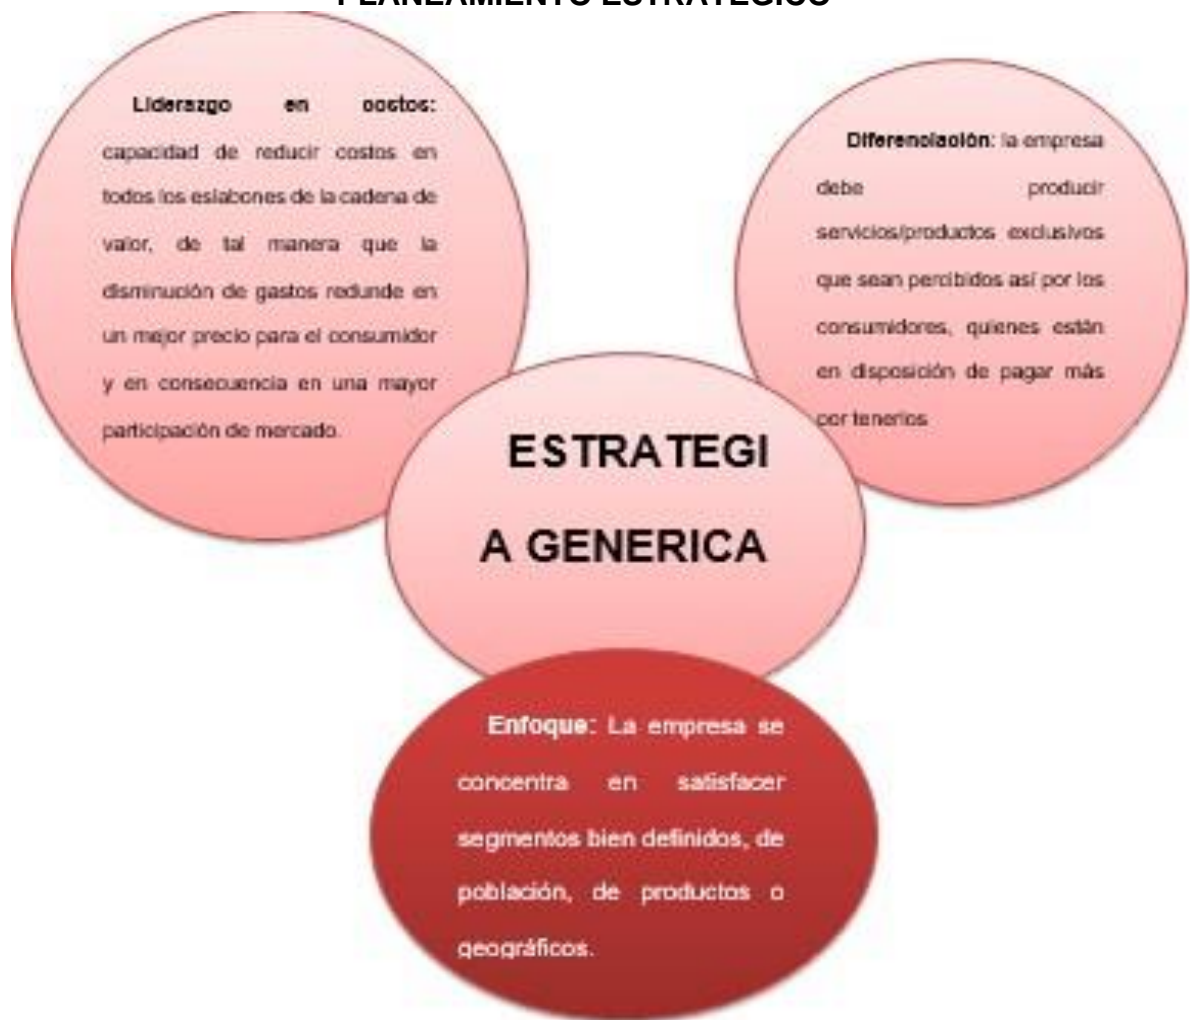 PLANEAMIENTO ESTRATEGICO
Liderazgo en costos:
capacidad de reducir costos en
todos los eslabones de la cadena de
valor, de tal manera que la
disminución de gastos redunde en
un mejor precio para el consumidor
y en consecuencia en una mayor
participación de mercado.
Diferenciación: la empresa
debe producir
servicios/productos exclusivos
que sean percibidos así por los
consumidores, quienes están
en disposición de pagar más
por tenerlos
ESTRATEGI
A GENERICA
Enfoque: La empresa se
concentra en satisfacer
segmentos bien definidos, de
población, de productos o
geográficos.